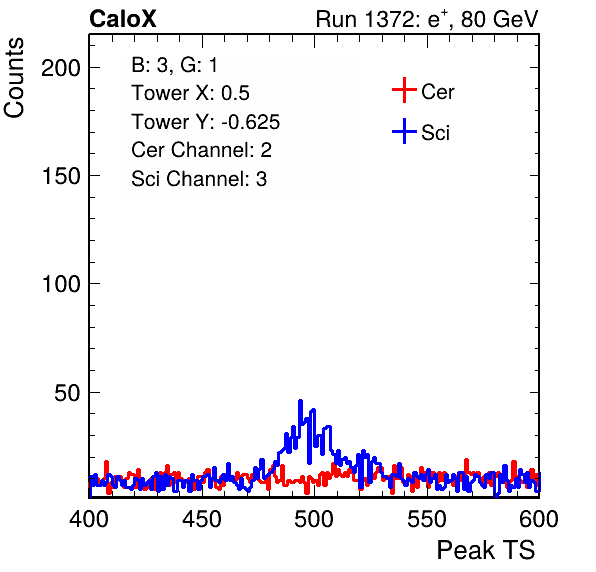 CaloX Run 1372: e⁺, 80 GeV
Counts
B: 3, G: 1
Tower X: 0.5
Tower Y: -0.625
Cer Channel: 2
Sci Channel: 3
Cer
Sci
200
150
100
50
400 450 500 550 600
Peak TS